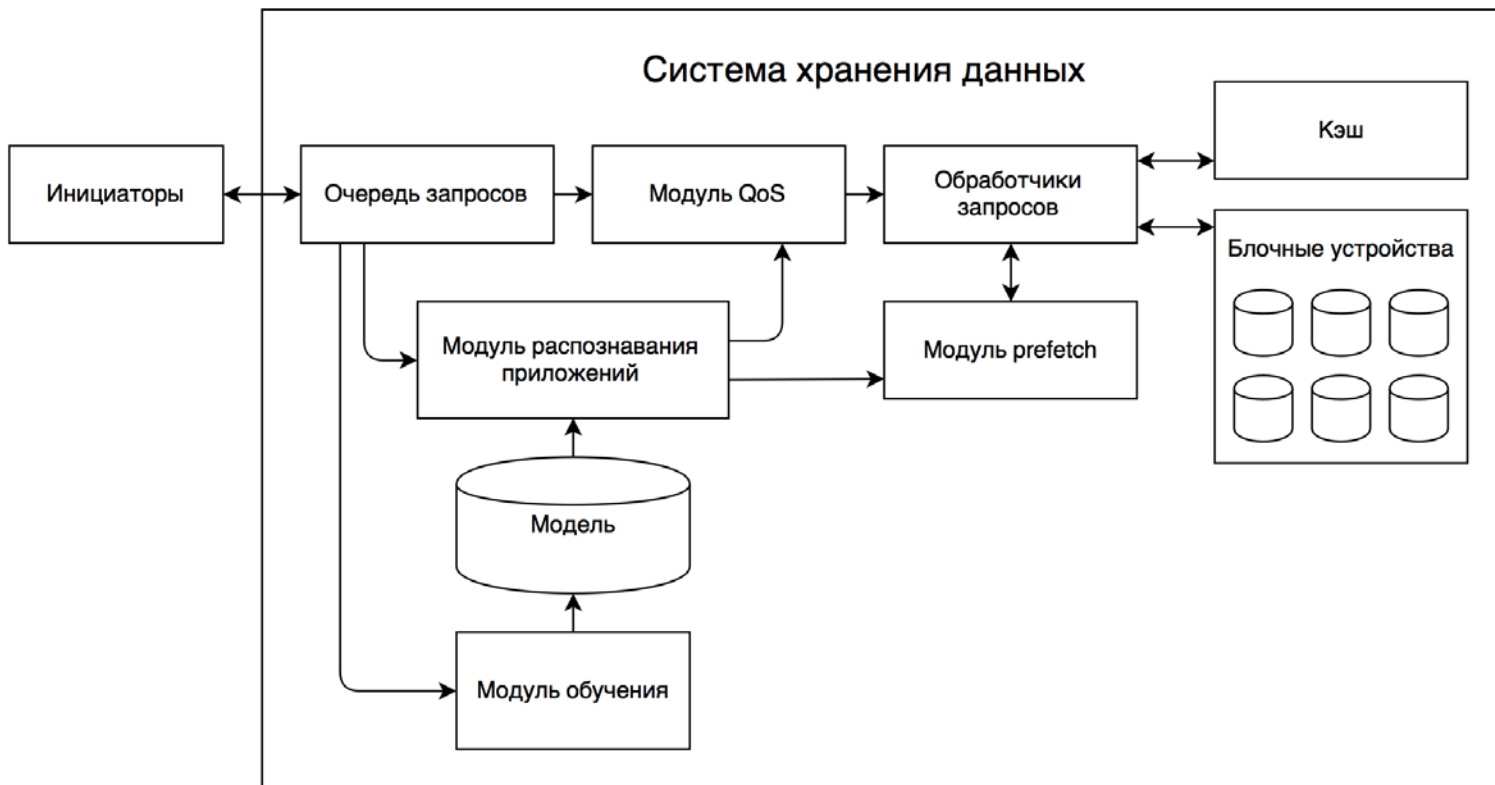 Система хранения данных
Кэш
Инициаторы
Очередь запросов
Модуль QoS
Обработчики
запросов
Блочные устройства
Модуль распознавания
приложений
Модуль prefetch
Модель
Модуль обучения